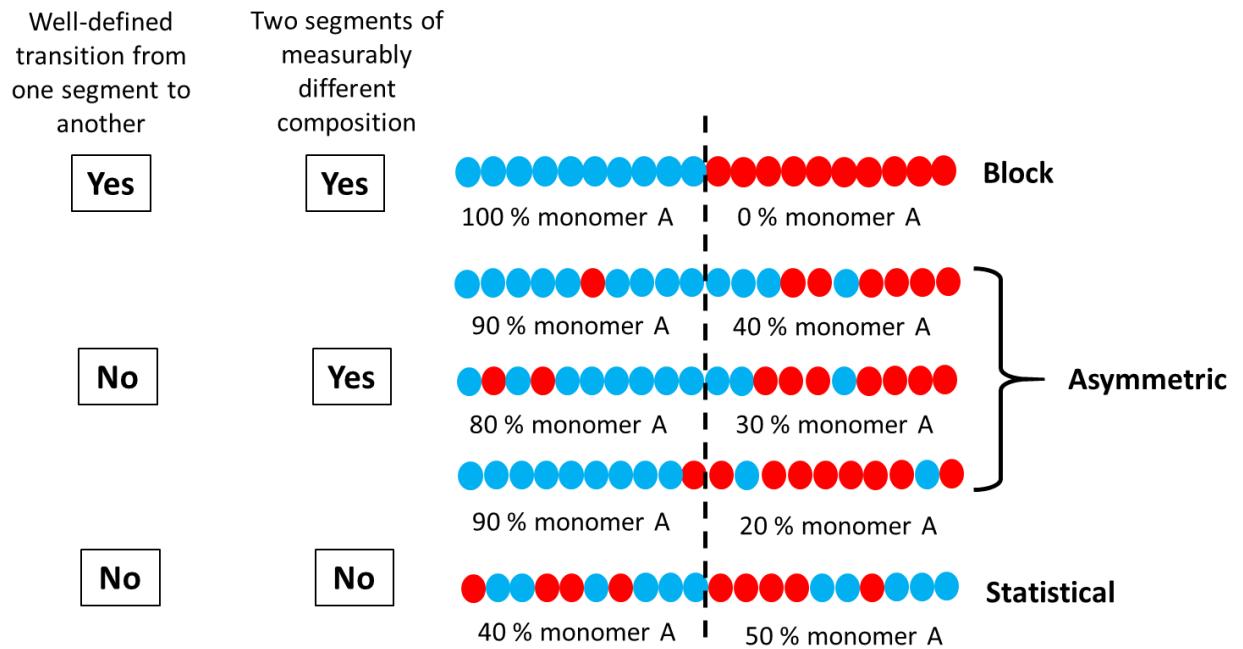 Well-defined
transition from
one segment to
another
Two segments of
measurably
different
composition
Yes
Yes
Block
100 % monomer A
0 % monomer A
90 % monomer A
40 % monomer A
No
Yes
Asymmetric
80 % monomer A
30 % monomer A
90 % monomer A
20 % monomer A
No
No
Statistical
40 % monomer A
50 % monomer A